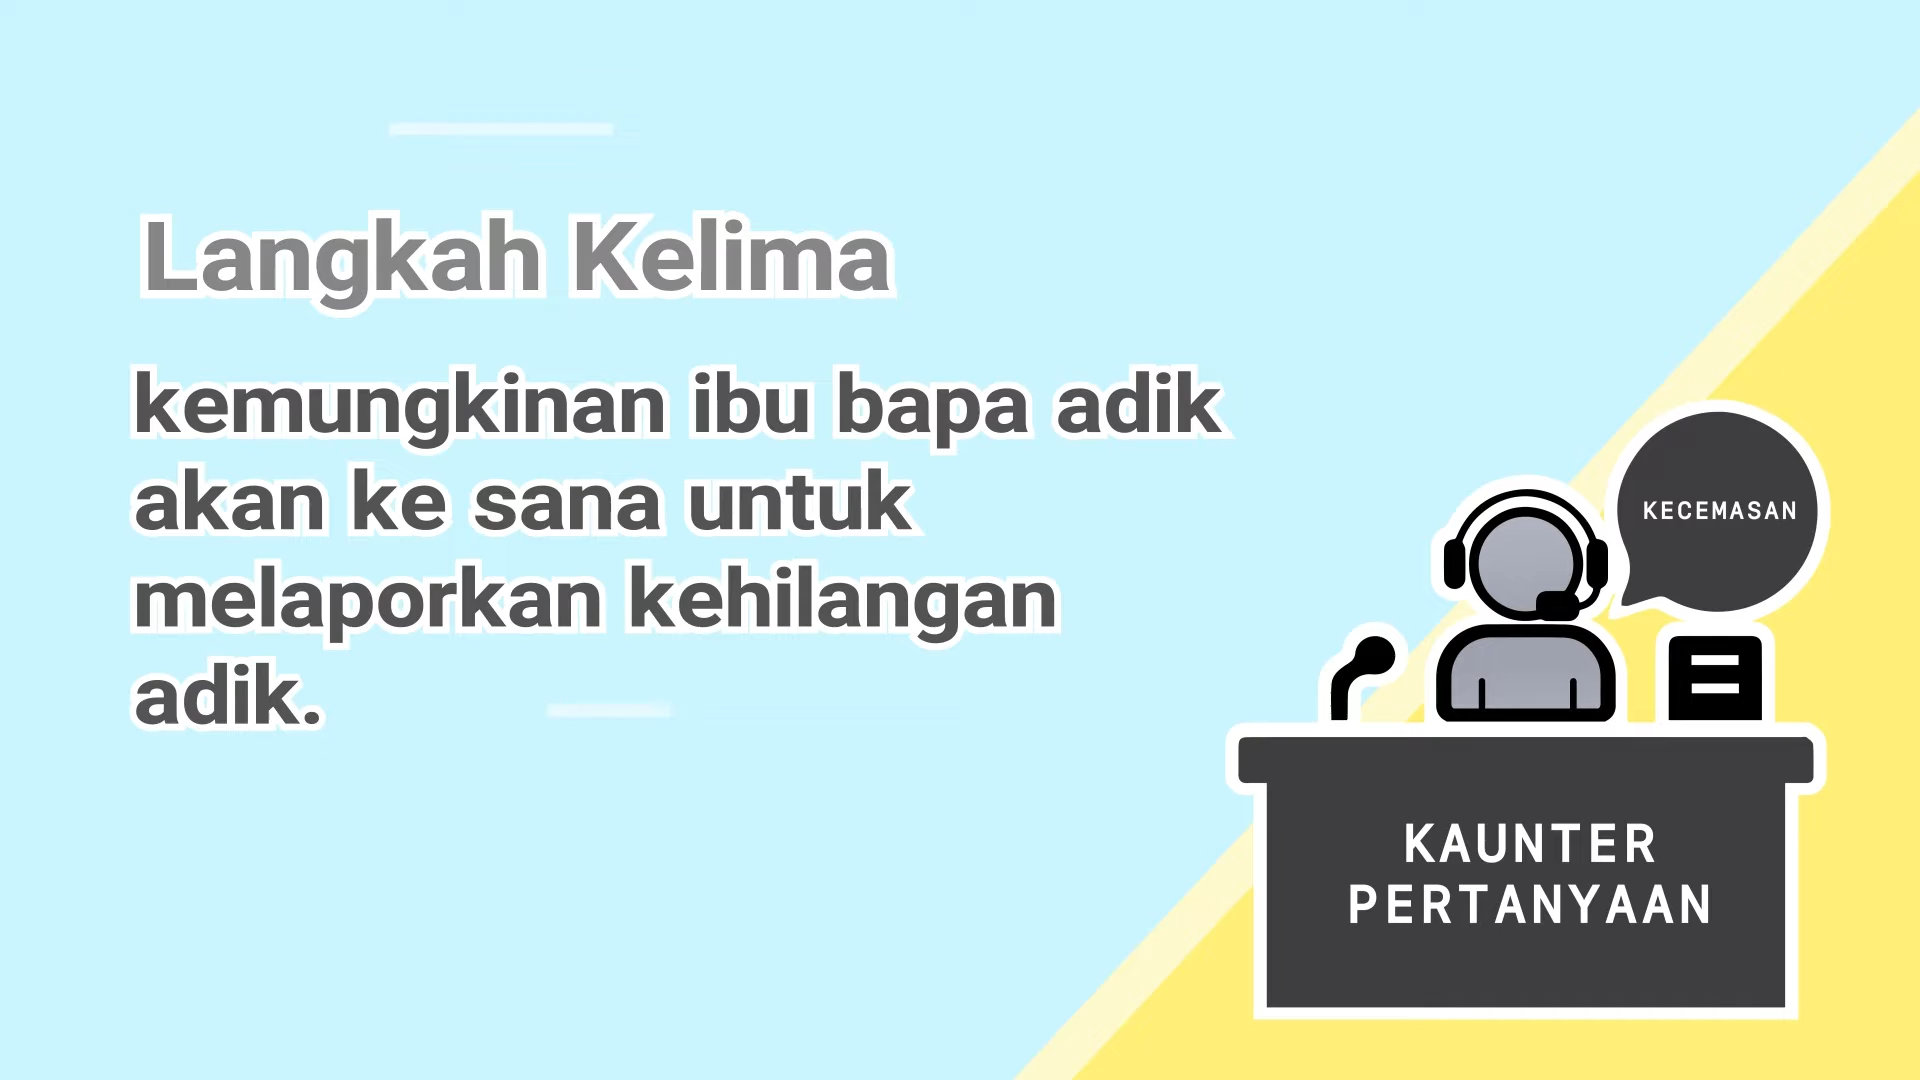 Langkah Kelima
kemungkinan ibu bapa adik
akan ke sana untuk
melaporkan kehilangan
adik.
KECEMASAN
KAUNTER
PERTANYAAN